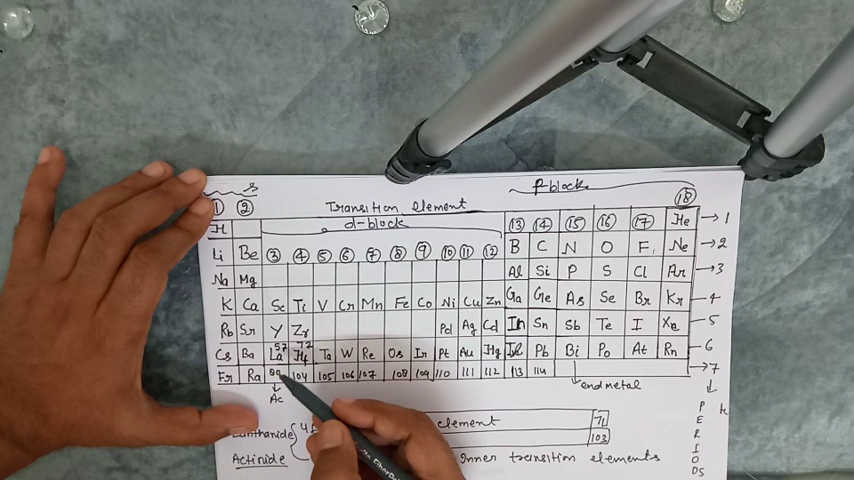 s
p-block
① ② Transition element ⑱
H d-block ⑬ ⑭ ⑮ ⑯ ⑰ He → 1
Li Be ③ ④ ⑤ ⑥ ⑦ ⑧ ⑨ ⑩ ⑪ ⑫ B C N O F Ne → 2
Na Mg Al Si P S Cl Ar → 3
K Ca Sc Ti V Cr Mn Fe Co Ni Cu Zn Ga Ge As Se Br Kr → 4
Rb Sr Y Zr Pd Ag Cd In Sn Sb Te I Xe → 5
57 72
Cs Ba La Hf Ta W Re Os Ir Pt Au Hg Pb Bi Po At Rn 6
Fr Ra 89 104 105 106 107 108 109 110 111 112 113 114 → 7
Ac
end metal
element 71
Lanthanide 4f 103
Actinide Inner transition elements
PERIODS